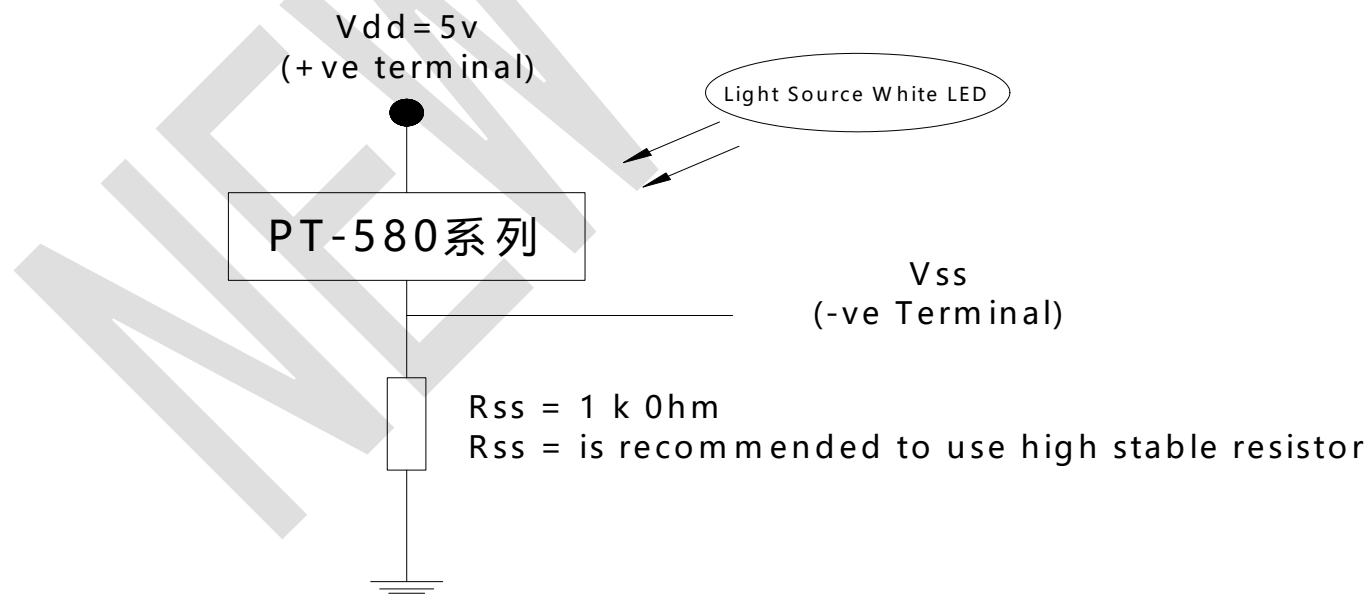 Vdd=5v
(+ve terminal)
Light Source White LED
PT-580系列
Vss
(-ve Terminal)
Rss = 1 k 0hm
Rss = is recommended to use high stable resistor
NEW